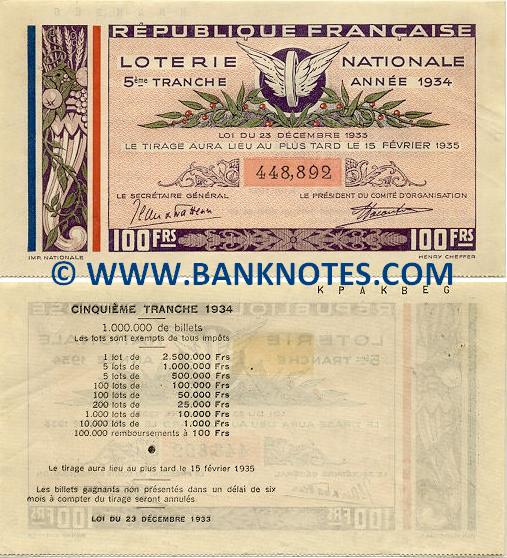 RÉPUBLIQUE FRANÇAISE
LOTERIE NATIONALE
5ème TRANCHE ANNÉE 1934
LOI DU 23 DÉCEMBRE 1933
LE TIRAGE AURA LIEU AU PLUS TARD LE 15 FÉVRIER 1935
448,892
LE SECRÉTAIRE GÉNÉRAL LE PRÉSIDENT DU COMITÉ D'ORGANISATION
100 FRS 100 FRS
IMP. NATIONALE HENRY CHEFFER
© WWW.BANKNOTES.COM
KPAKBEG
CINQUIÈME TRANCHE 1934
1.000.000 de billets
Les lots sont exempts de tous impôts
1 lot de 2.500.000 Frs
5 lots de 1.000.000 Frs
5 lots de 500.000 Frs
100 lots de 100.000 Frs
100 lots de 50.000 Frs
200 lots de 25.000 Frs
1.000 lots de 10.000 Frs
10.000 lots de 1.000 Frs
100.000 remboursements à 100 Frs
Le tirage aura lieu au plus tard le 15 février 1935
Les billets gagnants non présentés dans un délai de six
mois à compter du tirage seront annulés
LOI DU 23 DÉCEMBRE 1933